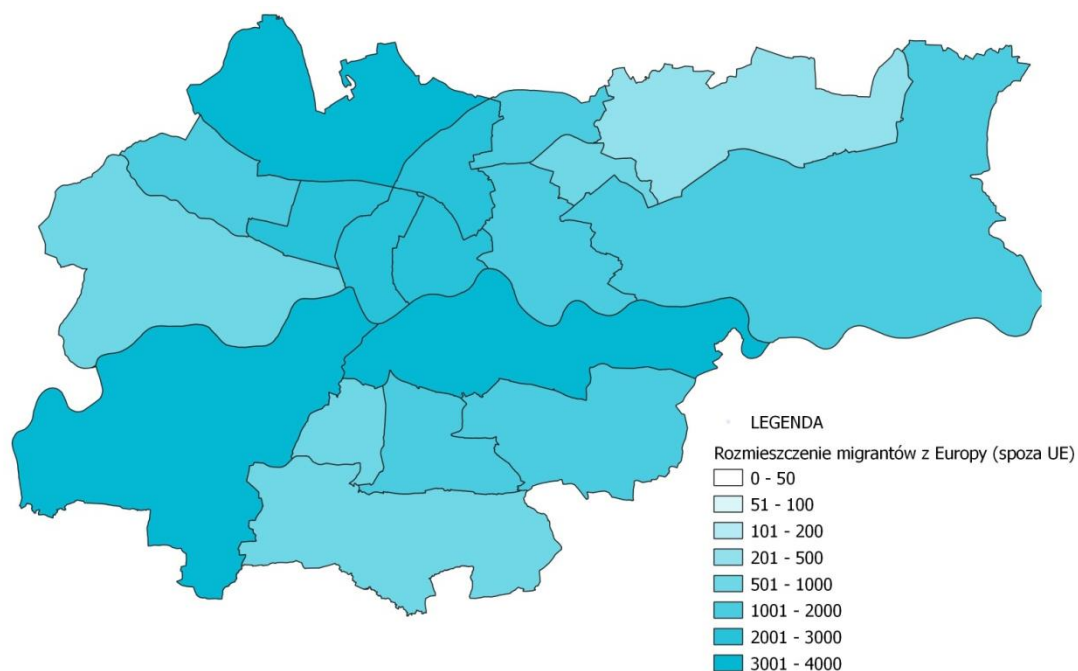 LEGENDA
Rozmieszczenie migrantów z Europy (spoza UE)
0 - 50
51 - 100
101 - 200
201 - 500
501 - 1000
1001 - 2000
2001 - 3000
3001 - 4000